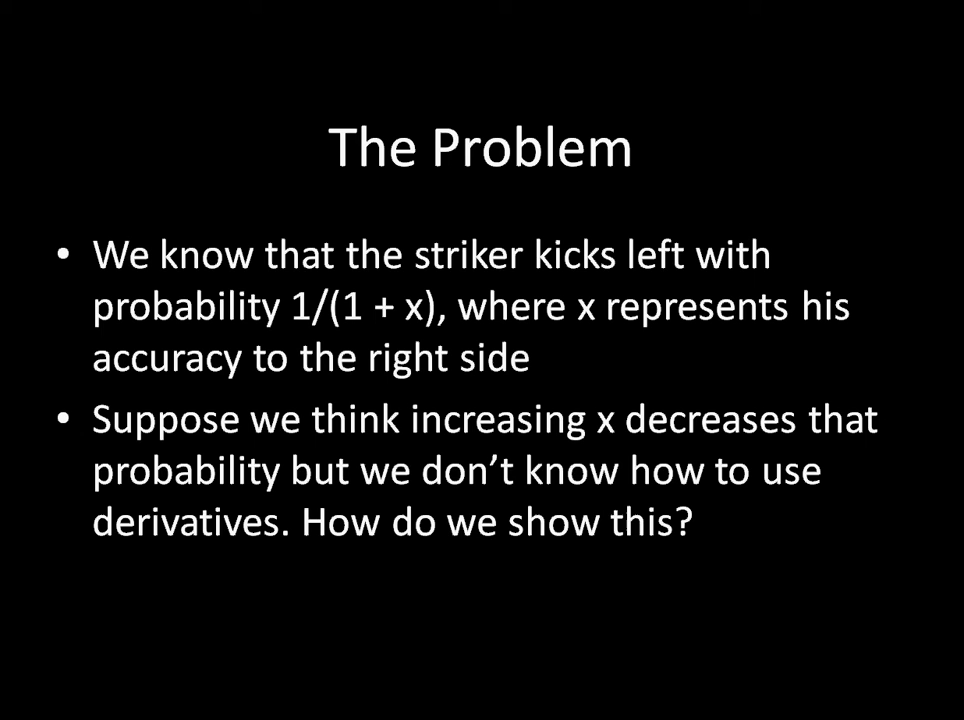 The Problem
• We know that the striker kicks left with
probability 1/(1 + x), where x represents his
accuracy to the right side
• Suppose we think increasing x decreases that
probability but we don’t know how to use
derivatives. How do we show this?